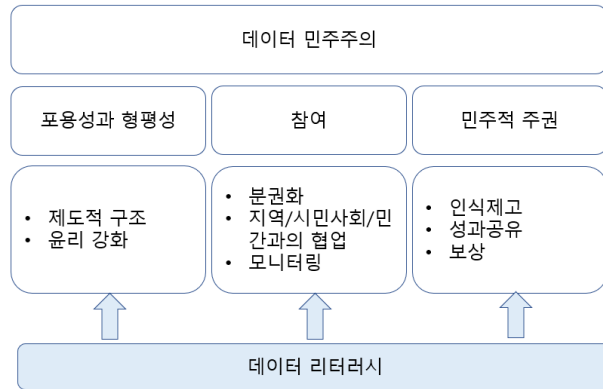 데이터 민주주의
포용성과 형평성
참여
민주적 주권
• 제도적 구조
• 윤리 강화
• 분권화
• 지역/시민사회/민
간과의 협업
• 모니터링
• 인식제고
• 성과공유
• 보상
데이터 리터러시